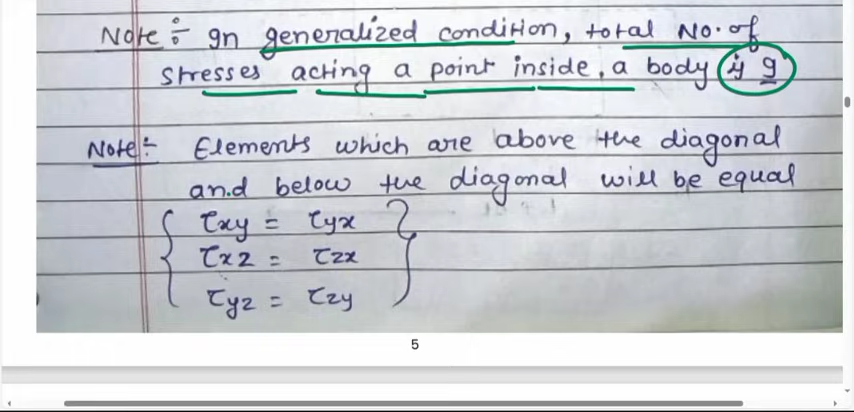 Note ÷ In generalized condition, total No. of
stresses acting a point inside, a body is 9
Note:- Elements which are above the diagonal
and below the diagonal will be equal
τxy = τyx
τxz = τzx
τyz = τzy
5